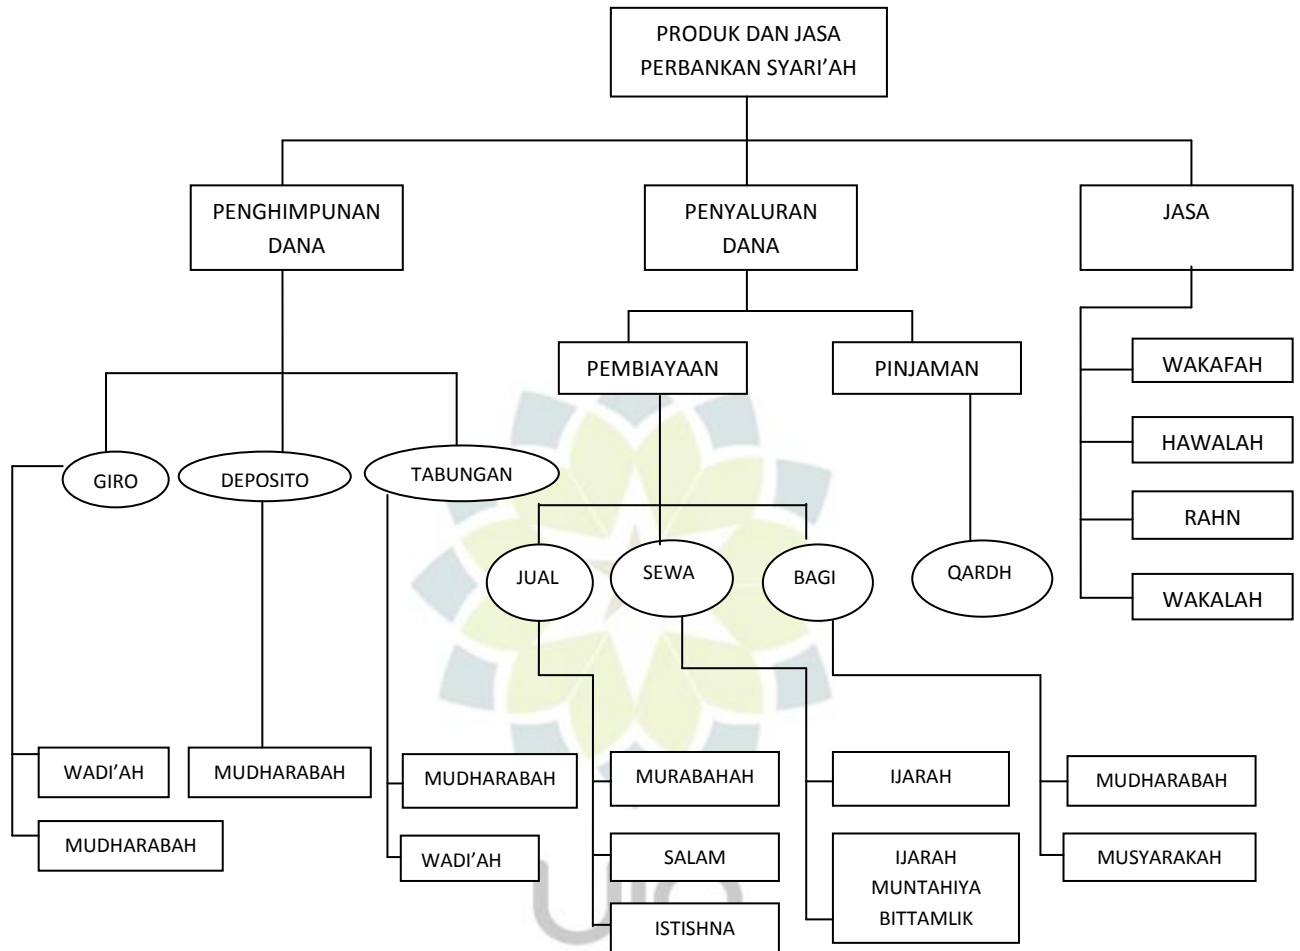 PRODUK DAN JASA
PERBANKAN SYARI’AH
PENGHIMPUNAN
DANA
PENYALURAN
DANA
JASA
PEMBIAYAAN
PINJAMAN
WAKAFAH
HAWALAH
RAHN
WAKALAH
GIRO
DEPOSITO
TABUNGAN
JUAL
SEWA
BAGI
QARDH
WADI’AH
MUDHARABAH
MUDHARABAH
MUDHARABAH
WADI’AH
MURABAHAH
SALAM
ISTISHNA
IJARAH
IJARAH
MUNTAHIYA
BITTAMLIK
MUDHARABAH
MUSYARAKAH